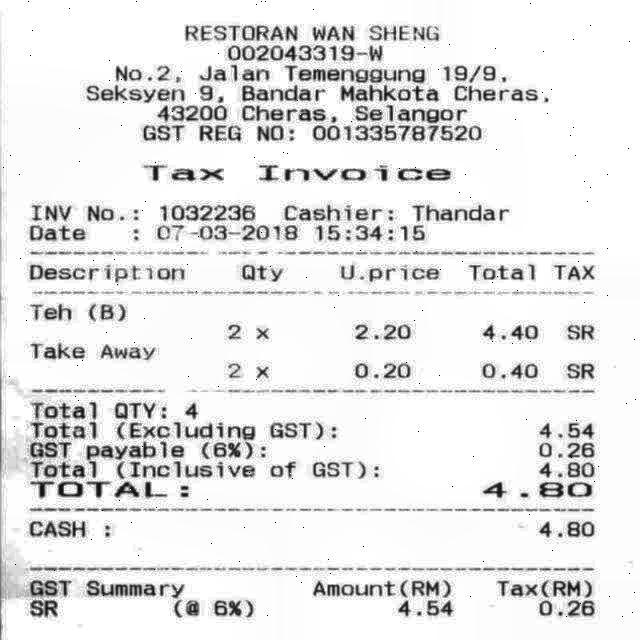 RESTORAN WAN SHENG
002043319-W
No.2, Jalan Temenggung 19/9,
Seksyen 9, Bandar Mahkota Cheras,
43200 Cheras, Selangor
GST REG NO: 001335787520
Tax Invoice
INV No.: 1032236 Cashier: Thandar
Date : 07-03-2018 15:34:15
Description Qty U.price Total TAX
Teh (B)
2 x 2.20 4.40 SR
Take Away
2 x 0.20 0.40 SR
Total QTY: 4
Total (Excluding GST): 4.54
GST payable (6%): 0.26
Total (Inclusive of GST): 4.80
TOTAL: 4.80
CASH : 4.80
GST Summary Amount(RM) Tax(RM)
SR (@ 6%) 4.54 0.26